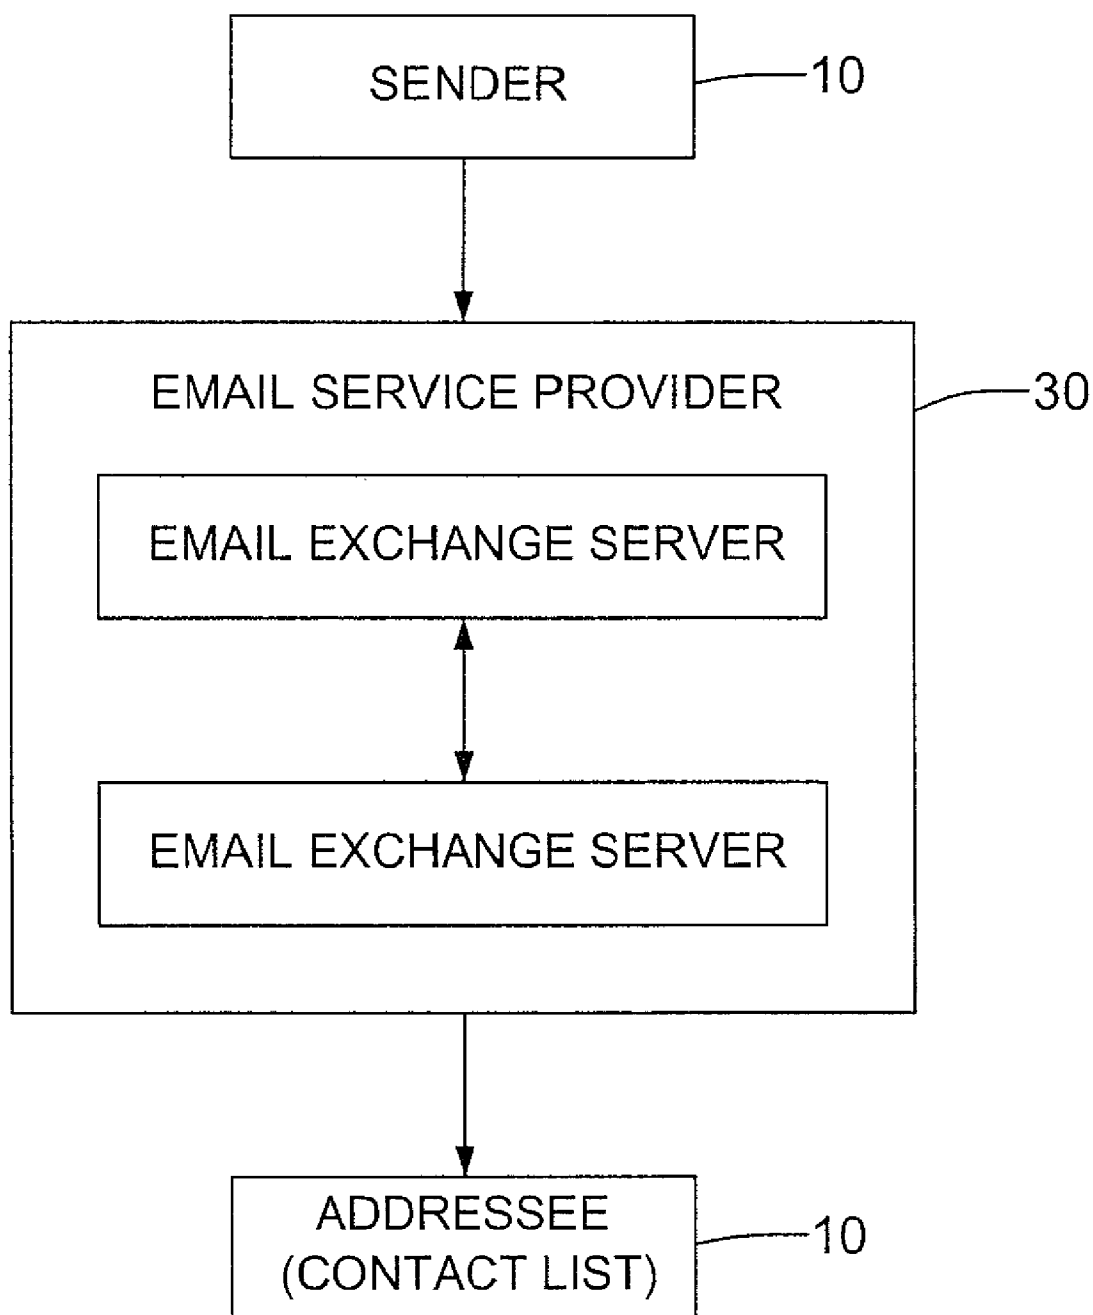 SENDER
10
EMAIL SERVICE PROVIDER
30
EMAIL EXCHANGE SERVER
EMAIL EXCHANGE SERVER
ADDRESSEE
(CONTACT LIST)
10